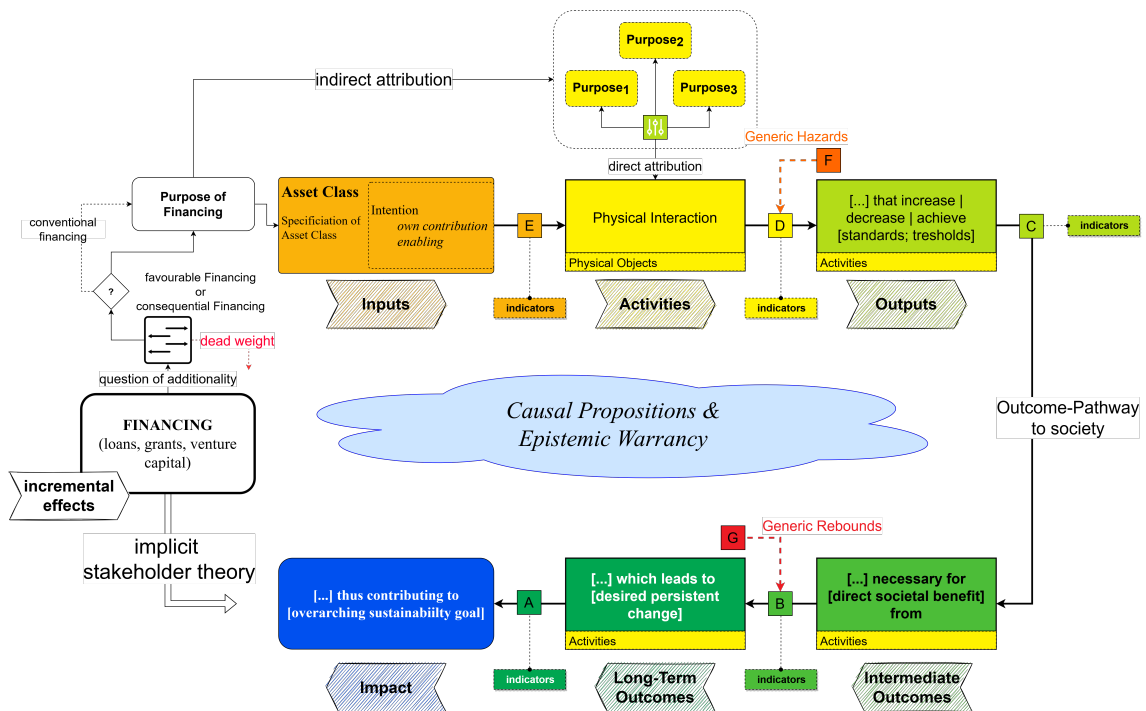 Purpose2
Purpose1
Purpose3
indirect attribution
direct attribution
Generic Hazards
F
Purpose of
Financing
conventional
financing
Asset Class
Specificiation of
Asset Class
Intention
own contribution
enabling
E
Physical Interaction
Physical Objects
D
[...] that increase |
decrease | achieve
[standards; tresholds]
Activities
C
indicators
indicators
indicators
Inputs
Activities
Outputs
?
favourable Financing
or
consequential Financing
dead weight
question of additionality
FINANCING
(loans, grants, venture
capital)
incremental
effects
Causal Propositions &
Epistemic Warrancy
Outcome-Pathway
to society
implicit
stakeholder theory
G
Generic Rebounds
[...] thus contributing to
[overarching sustainabiilty goal]
A
[...] which leads to
[desired persistent
change]
Activities
B
[...] necessary for
[direct societal benefit]
from
Activities
indicators
indicators
Impact
Long-Term
Outcomes
Intermediate
Outcomes